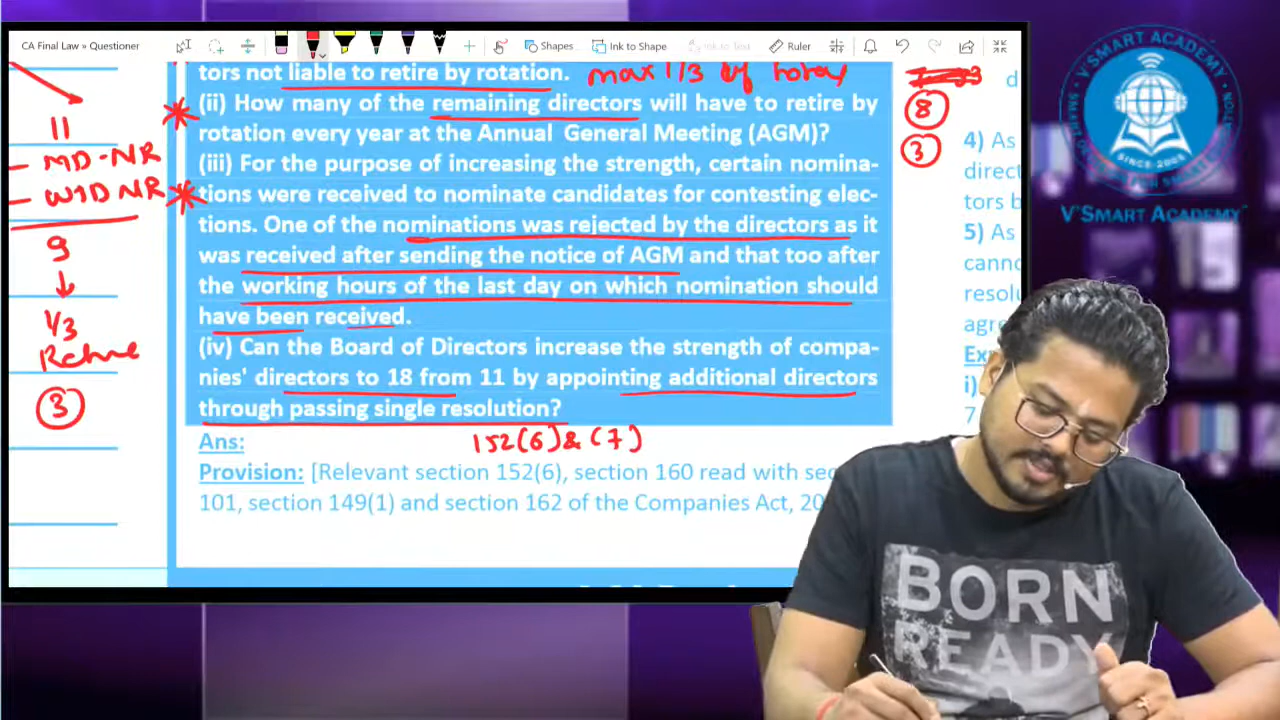 CA Final Law » Questioner
Shapes
Ink to Shape
Ink to Text
Ruler
tors not liable to retire by rotation. max 1/3 of total
(ii) How many of the remaining directors will have to retire by
rotation every year at the Annual General Meeting (AGM)?
(iii) For the purpose of increasing the strength, certain nomina-
tions were received to nominate candidates for contesting elec-
tions. One of the nominations was rejected by the directors as it
was received after sending the notice of AGM and that too after
the working hours of the last day on which nomination should
have been received.
(iv) Can the Board of Directors increase the strength of compa-
nies' directors to 18 from 11 by appointing additional directors
through passing single resolution?
Ans:
152(6) & (7)
Provision: [Relevant section 152(6), section 160 read with sec
101, section 149(1) and section 162 of the Companies Act, 20
11
MD-NR
WTD NR
9
1/3
Retire
3
8
3
d
4) As
direct
tors b
5) As
canno
resolu
agre
Ex
i)
7
V'SMART ACADEMY
SINCE-2005
V'SMART ACADEMY
BORN
READY